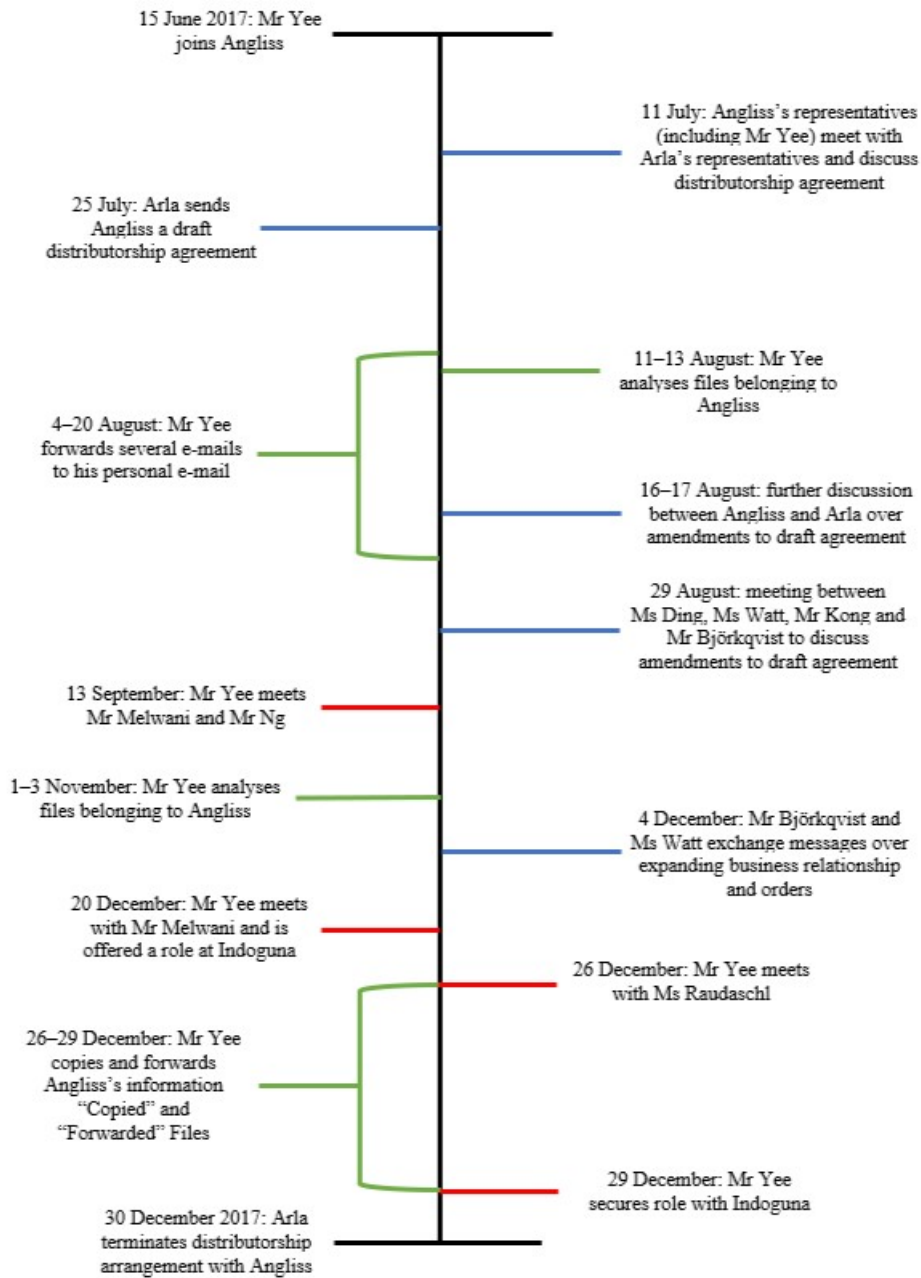 15 June 2017: Mr Yee
joins Angliss
11 July: Angliss's representatives
(including Mr Yee) meet with
Arla's representatives and discuss
distributorship agreement
25 July: Arla sends
Angliss a draft
distributorship agreement
11–13 August: Mr Yee
analyses files belonging to
Angliss
4–20 August: Mr Yee
forwards several e-mails
to his personal e-mail
16–17 August: further discussion
between Angliss and Arla over
amendments to draft agreement
29 August: meeting between
Ms Ding, Ms Watt, Mr Kong and
Mr Björkqvist to discuss
amendments to draft agreement
13 September: Mr Yee meets
Mr Melwani and Mr Ng
1–3 November: Mr Yee analyses
files belonging to Angliss
4 December: Mr Björkqvist and
Ms Watt exchange messages over
expanding business relationship
and orders
20 December: Mr Yee meets
with Mr Melwani and is
offered a role at Indoguna
26 December: Mr Yee meets
with Ms Raudaschl
26–29 December: Mr Yee
copies and forwards
Angliss's information
"Copied" and
"Forwarded" Files
29 December: Mr Yee
secures role with Indoguna
30 December 2017: Arla
terminates distributorship
arrangement with Angliss